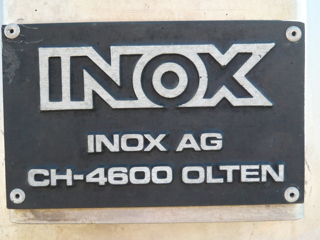 INOX
INOX AG
CH-4600 OLTEN